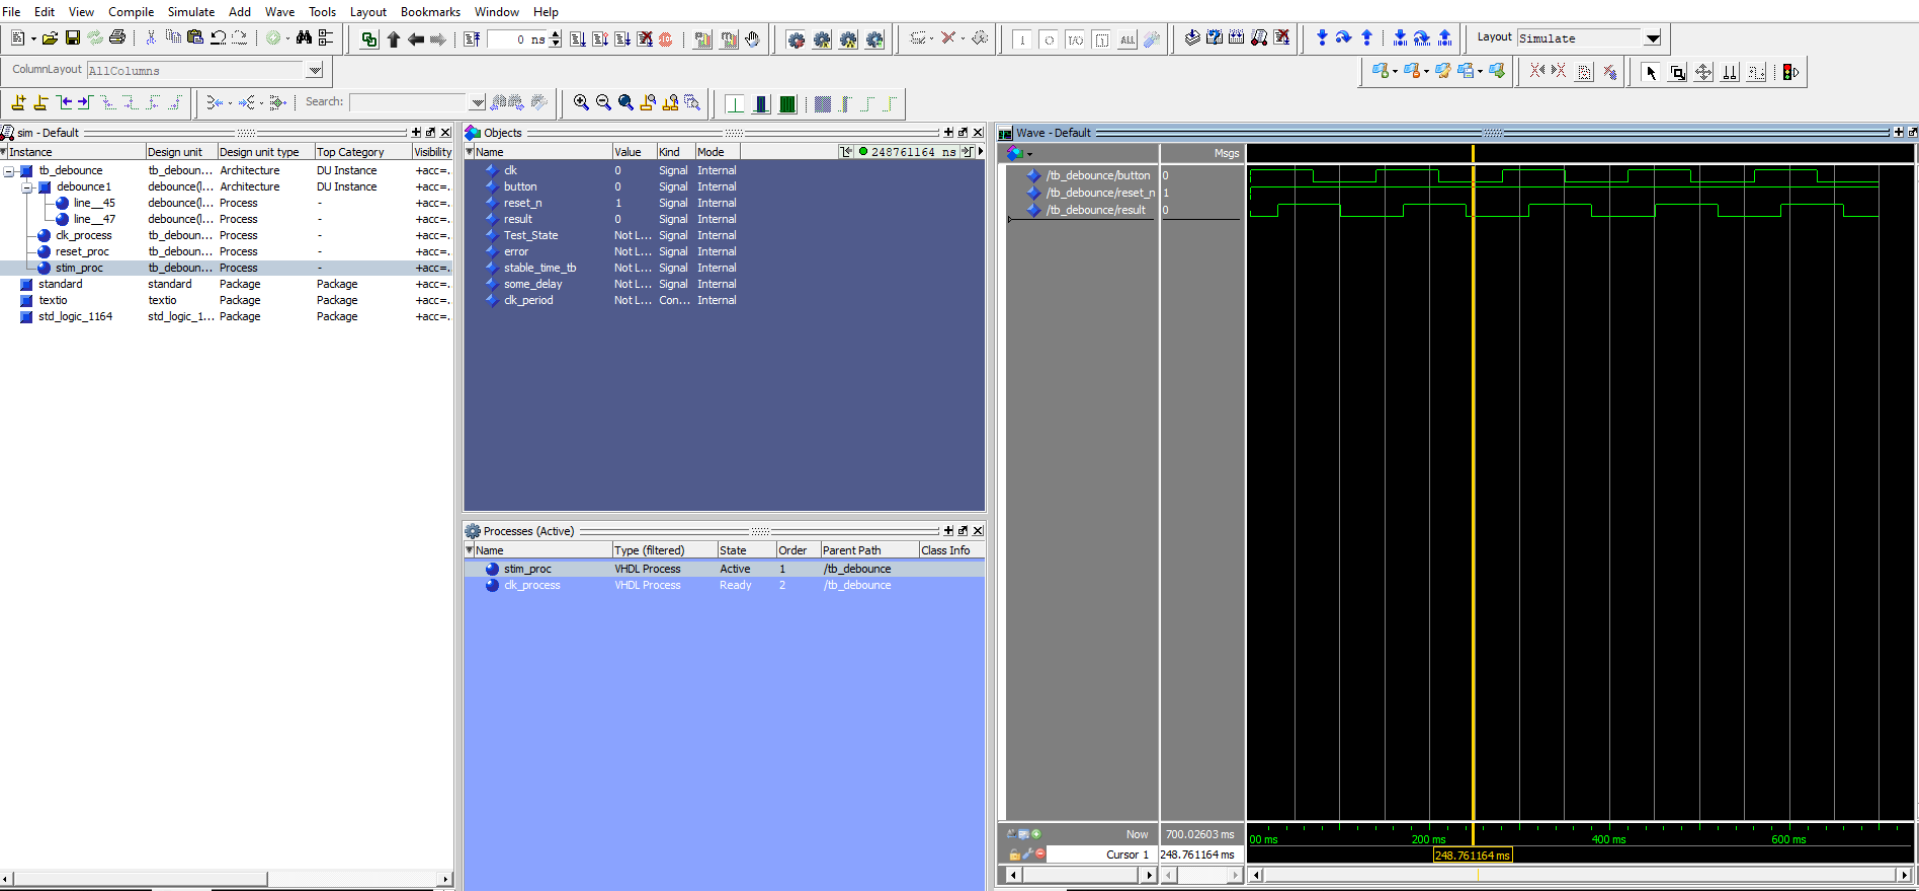 File Edit View Compile Simulate Add Wave Tools Layout Bookmarks Window Help
0 ns
ALL
Layout Simulate
ColumnLayout AllColumns
Search:
sim - Default
Instance Design unit Design unit type Top Category Visibility
tb_debounce tb_deboun... Architecture DU Instance +acc=.
debounce1 debounce(l... Architecture DU Instance +acc=.
line__45 debounce(l... Process - +acc=.
line__47 debounce(l... Process - +acc=.
clk_process tb_deboun... Process - +acc=.
reset_proc tb_deboun... Process - +acc=.
stim_proc tb_deboun... Process - +acc=.
standard standard Package Package +acc=.
textio textio Package Package +acc=.
std_logic_1164 std_logic_1... Package Package +acc=.
Objects
Name Value Kind Mode 248761164 ns
clk 0 Signal Internal
button 0 Signal Internal
reset_n 1 Signal Internal
result 0 Signal Internal
Test_State Not L... Signal Internal
error Not L... Signal Internal
stable_time_tb Not L... Signal Internal
some_delay Not L... Signal Internal
clk_period Not L... Con... Internal
Processes (Active)
Name Type (filtered) State Order Parent Path Class Info
stim_proc VHDL Process Active 1 /tb_debounce
clk_process VHDL Process Ready 2 /tb_debounce
Wave - Default
Msgs
/tb_debounce/button 0
/tb_debounce/reset_n 1
/tb_debounce/result 0
Now 700.02603 ms 00 ms 200 ms 400 ms 600 ms
Cursor 1 248.761164 ms 248.761164 ms